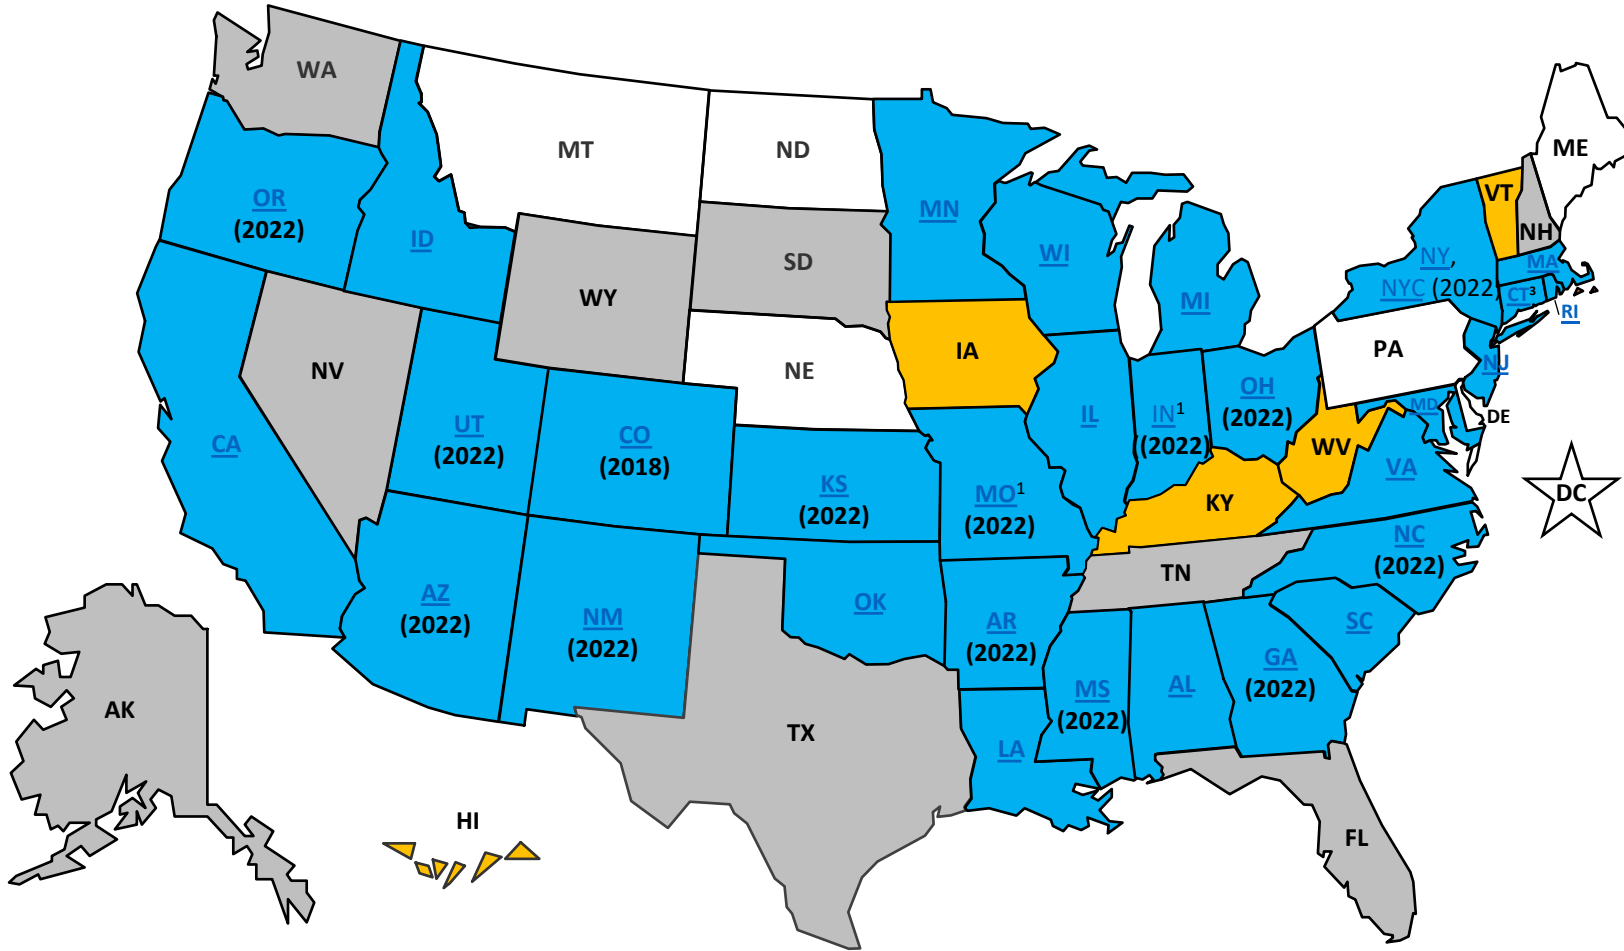 WA
MT
ND
ME
OR
(2022)
ID
MN
VT
NH
SD
WI
WY
MI
NY,
NYC (2022
MA
CT³
RI
NV
NE
IA
PA
NJ
CA
UT
(2022)
CO
(2018)
IL
IN¹
(2022)
OH
(2022)
MD
DE
WV
VA
KS
(2022)
MO¹
(2022)
KY
DC
NC
(2022)
TN
AZ
(2022)
NM
(2022)
OK
AR
(2022)
SC
MS
(2022)
AL
GA
(2022)
AK
TX
LA
HI
FL